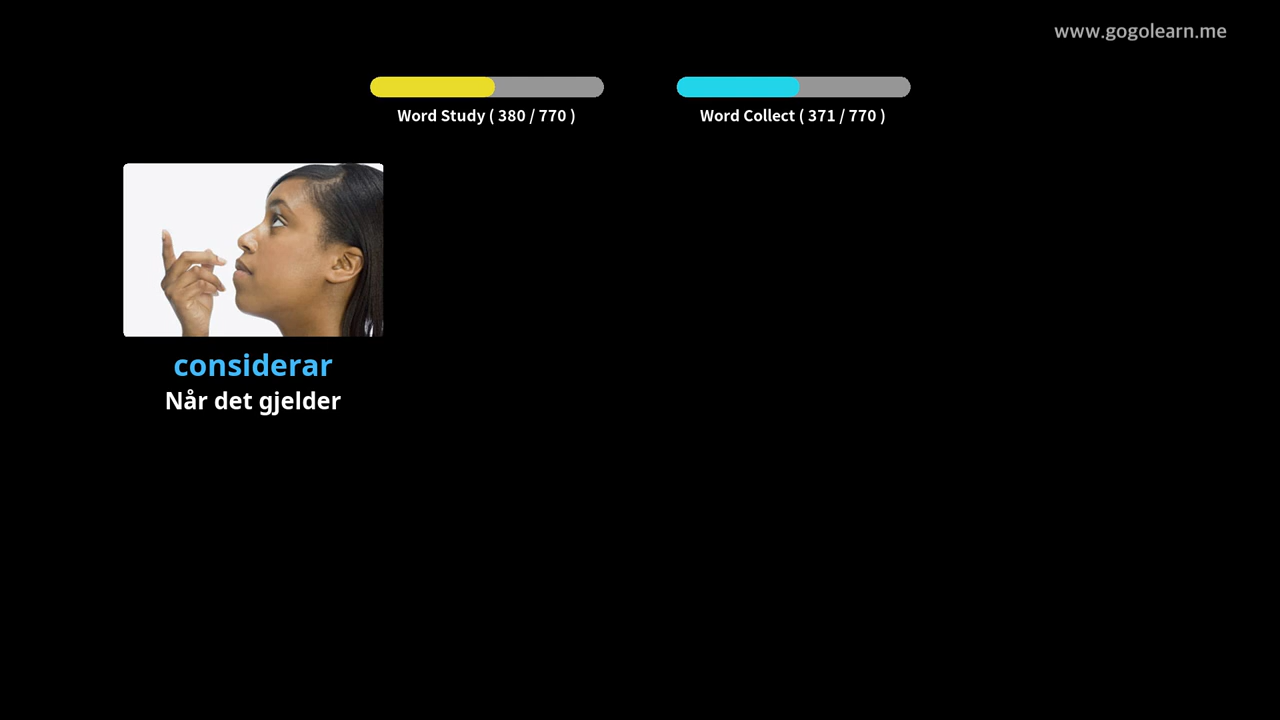 www.gogolearn.me
Word Study ( 380 / 770 )
Word Collect ( 371 / 770 )
considerar
Når det gjelder